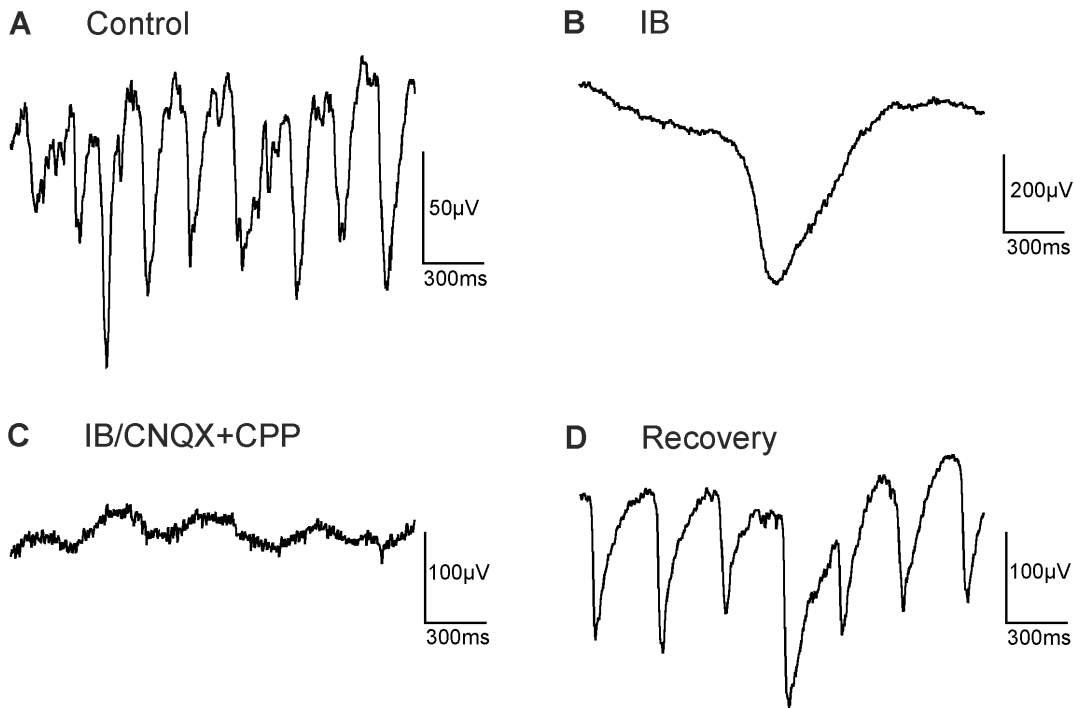 A Control
50µV
300ms
B IB
200µV
300ms
C IB/CNQX+CPP
100µV
300ms
D Recovery
100µV
300ms